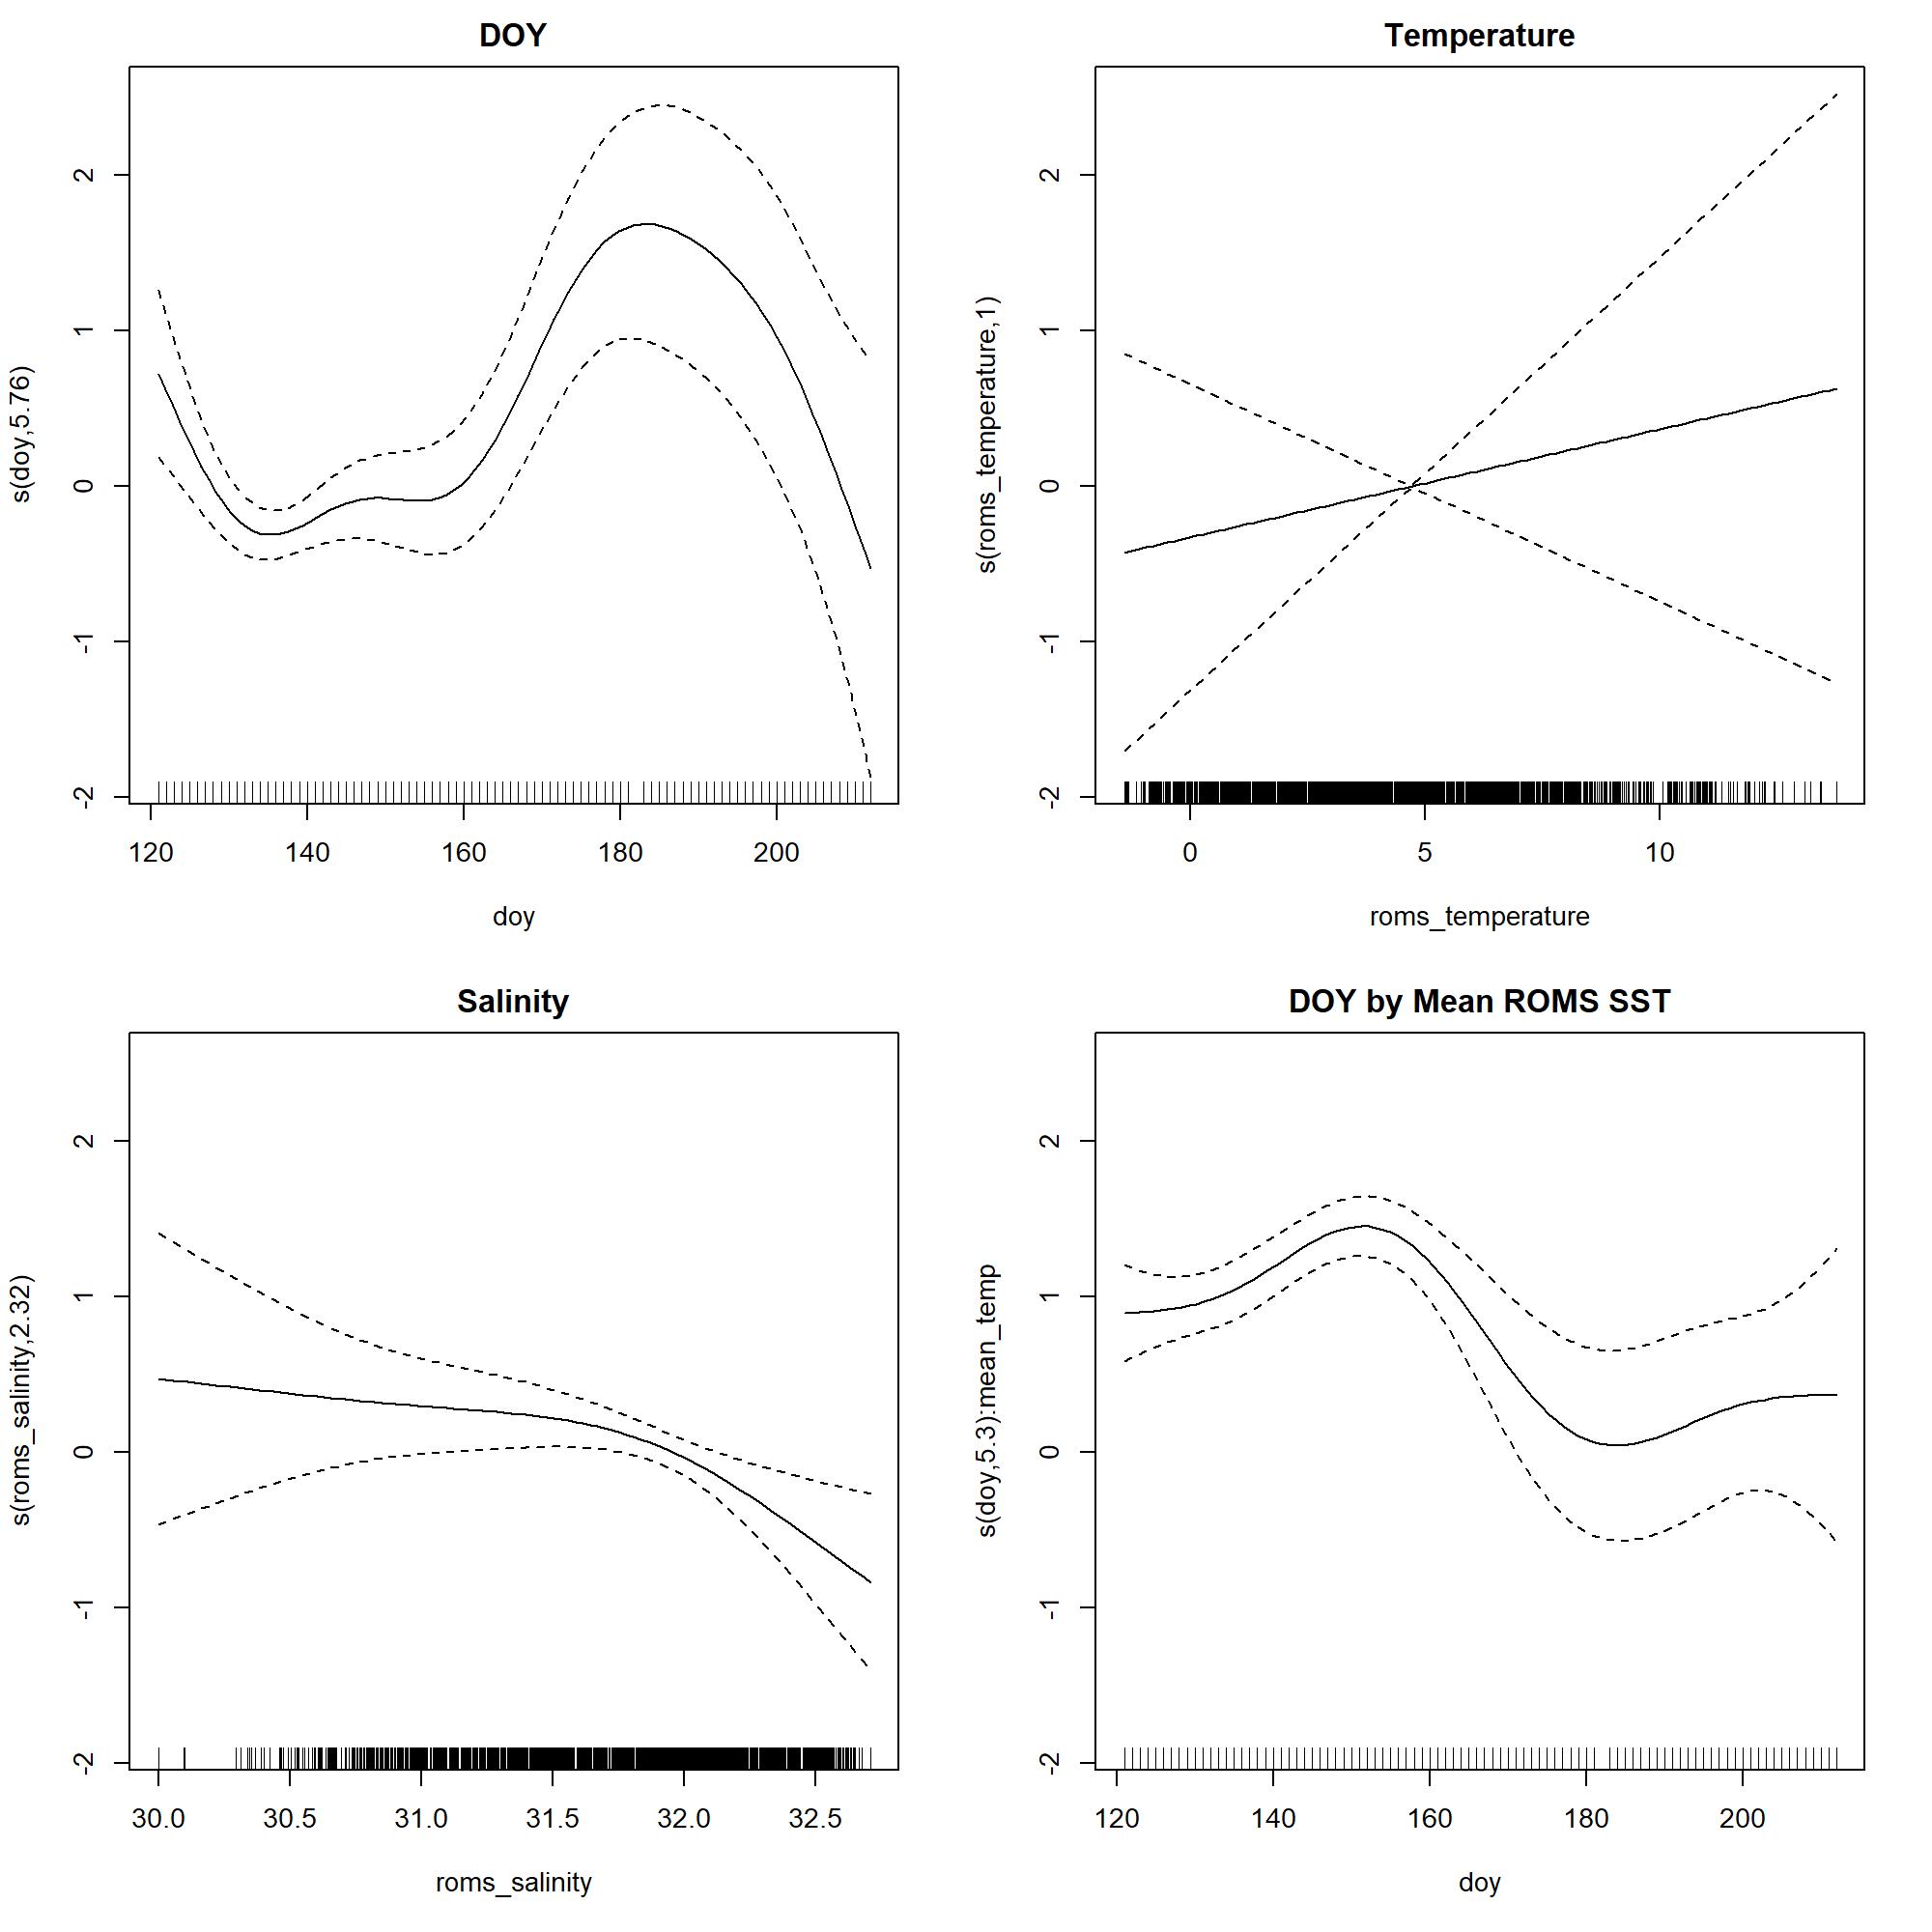 DOY
s(doy,5.76)
2
1
0
-1
-2
120 140 160 180 200
doy
Temperature
s(roms_temperature,1)
2
1
0
-1
-2
0 5 10
roms_temperature
Salinity
s(roms_salinity,2.32)
2
1
0
-1
-2
30.0 30.5 31.0 31.5 32.0 32.5
roms_salinity
DOY by Mean ROMS SST
s(doy,5.3):mean_temp
2
1
0
-1
-2
120 140 160 180 200
doy